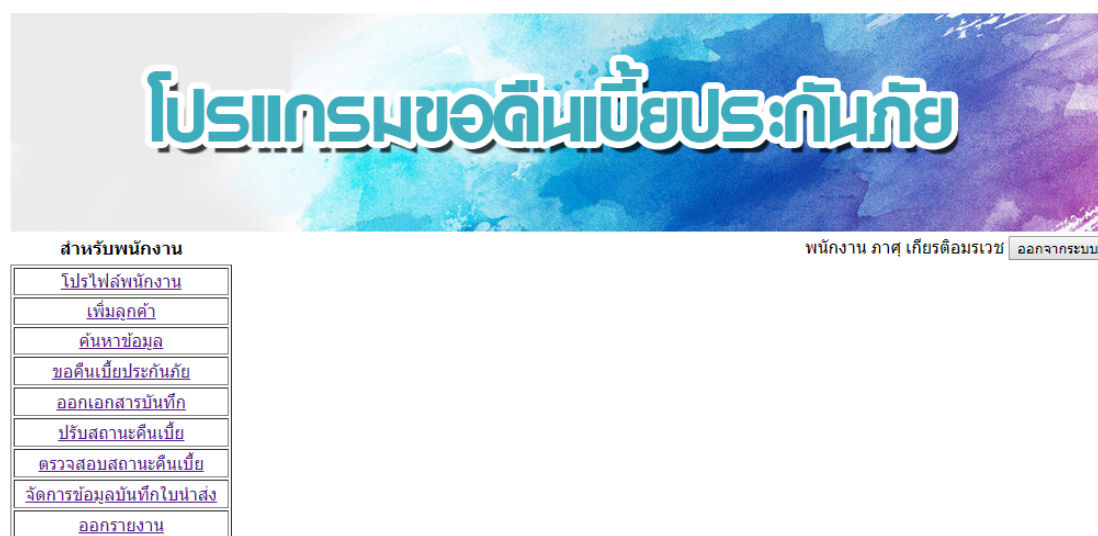 โปรแกรมขอคืนเบี้ยประกันภัย
สำหรับพนักงาน
พนักงาน ภาศุ เกียรติอมรเวช ออกจากระบบ
โปรไฟล์พนักงาน
เพิ่มลูกค้า
ค้นหาข้อมูล
ขอคืนเบี้ยประกันภัย
ออกเอกสารบันทึก
ปรับสถานะคืนเบี้ย
ตรวจสอบสถานะคืนเบี้ย
จัดการข้อมูลบันทึกใบนำส่ง
ออกรายงาน